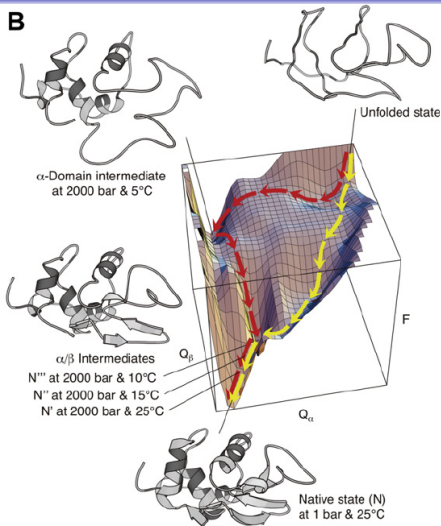 B
Unfolded state
α-Domain intermediate
at 2000 bar & 5°C
α/β Intermediates
N''' at 2000 bar & 10°C
N'' at 2000 bar & 15°C
N' at 2000 bar & 25°C
Qβ
F
Qα
Native state (N)
at 1 bar & 25°C